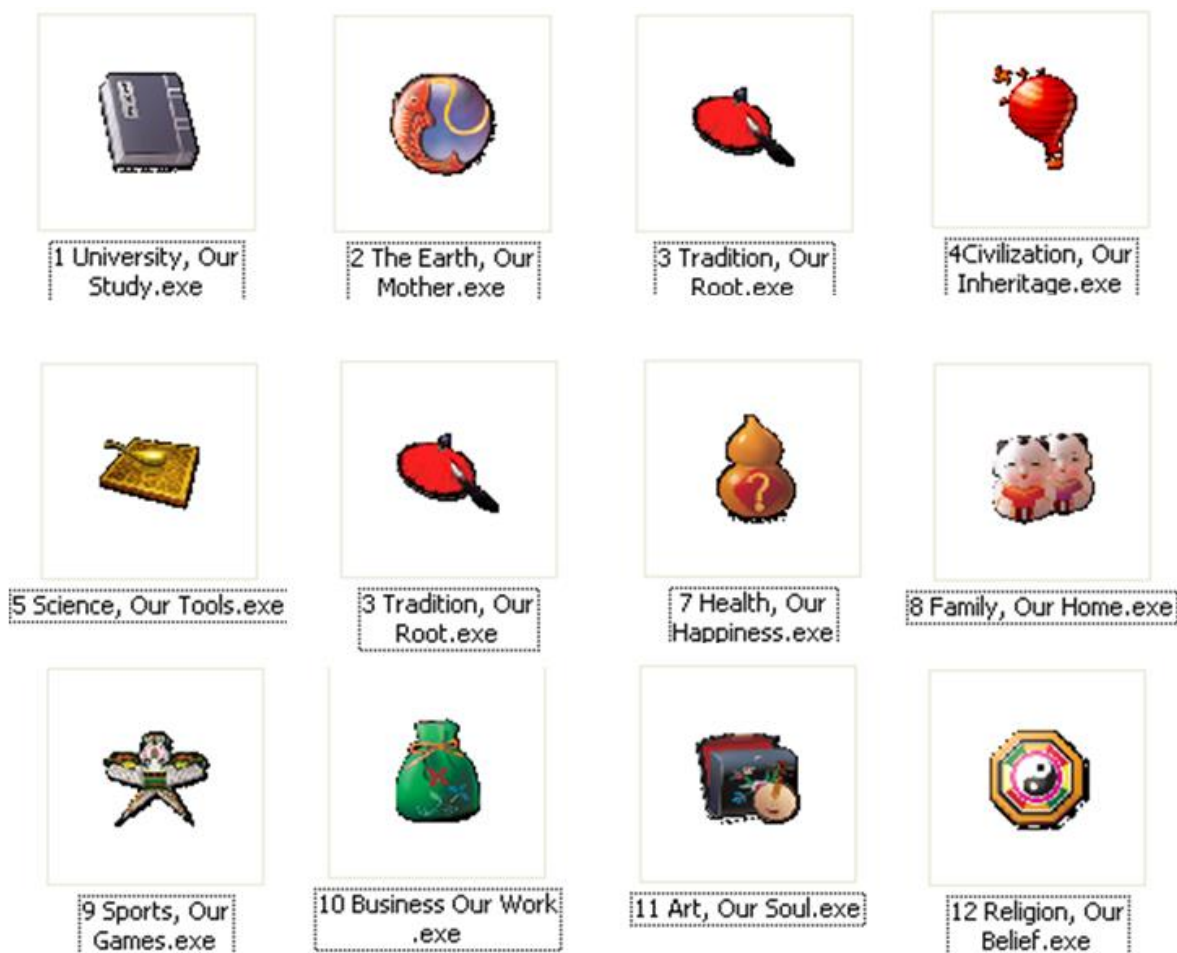 1 University, Our
Study.exe
2 The Earth, Our
Mother.exe
3 Tradition, Our
Root.exe
4Civilization, Our
Inheritage.exe
5 Science, Our Tools.exe
3 Tradition, Our
Root.exe
7 Health, Our
Happiness.exe
8 Family, Our Home.exe
9 Sports, Our
Games.exe
10 Business Our Work
.exe
11 Art, Our Soul.exe
12 Religion, Our
Belief.exe